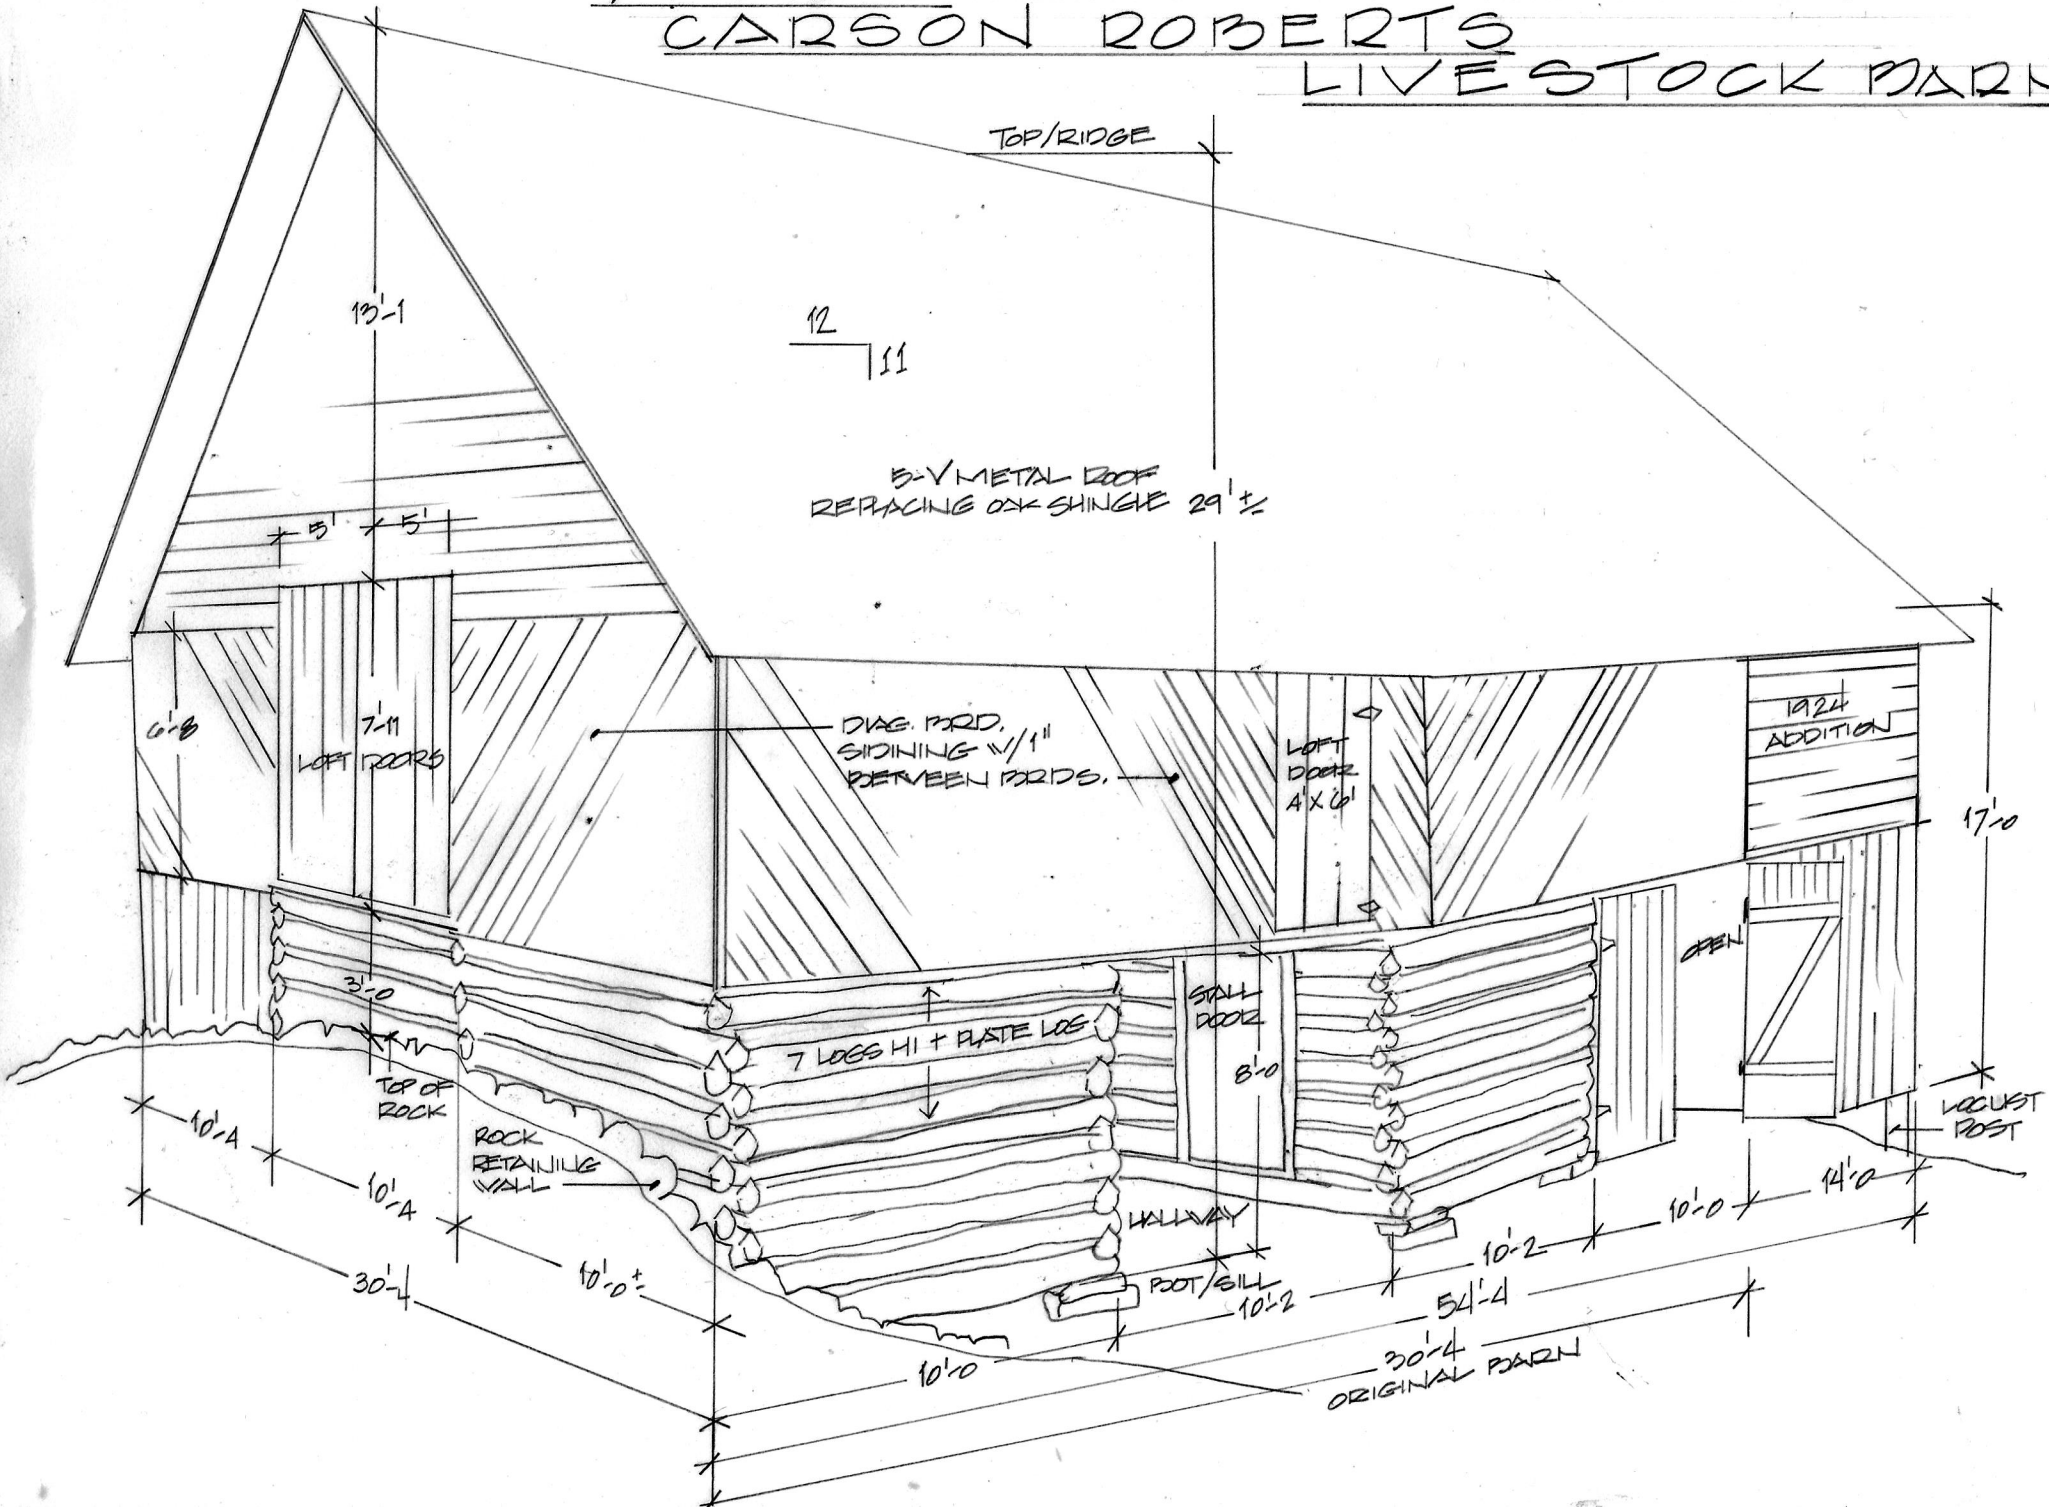 CARSON ROBERTS
LIVESTOCK BARN
TOP/RIDGE
13'-1
12
11
5-V METAL ROOF
REPLACING OAK SHINGLE
29' +/-
5'
5'
6'-8
7'-11
LOFT DOORS
DIAG. BRD.
SIDINING W/1"
BETWEEN BRDS.
LOFT
DOOR
4' X 6'
1924
ADDITION
17'-0
OPEN
3'-0
STALL
DOOR
7 LOGS HI + PLATE LOG
8'-0
TOP OF
ROCK
LOCUST
POST
ROCK
RETAINING
WALL
HALLWAY
BOT/SILL
10'-4
10'-4
10'-0 ±
30'-4
10'-0
10'-2
10'-2
10'-0
14'-0
54'-4
30'-4
ORIGINAL BARN